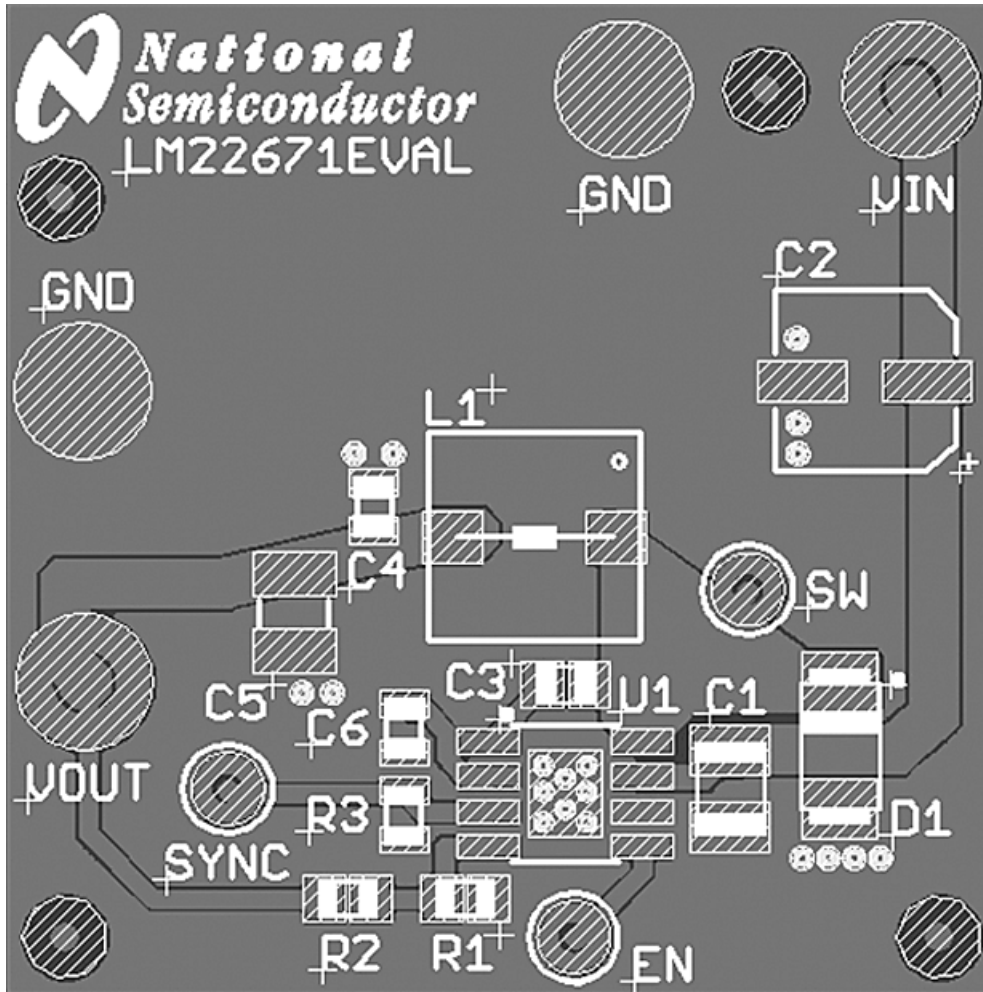 National
Semiconductor
LM22671EVAL
GND
VIN
C2
GND
L1
C4
SW
C3
U1
C1
C5
C6
VOUT
R3
D1
SYNC
R2
R1
EN